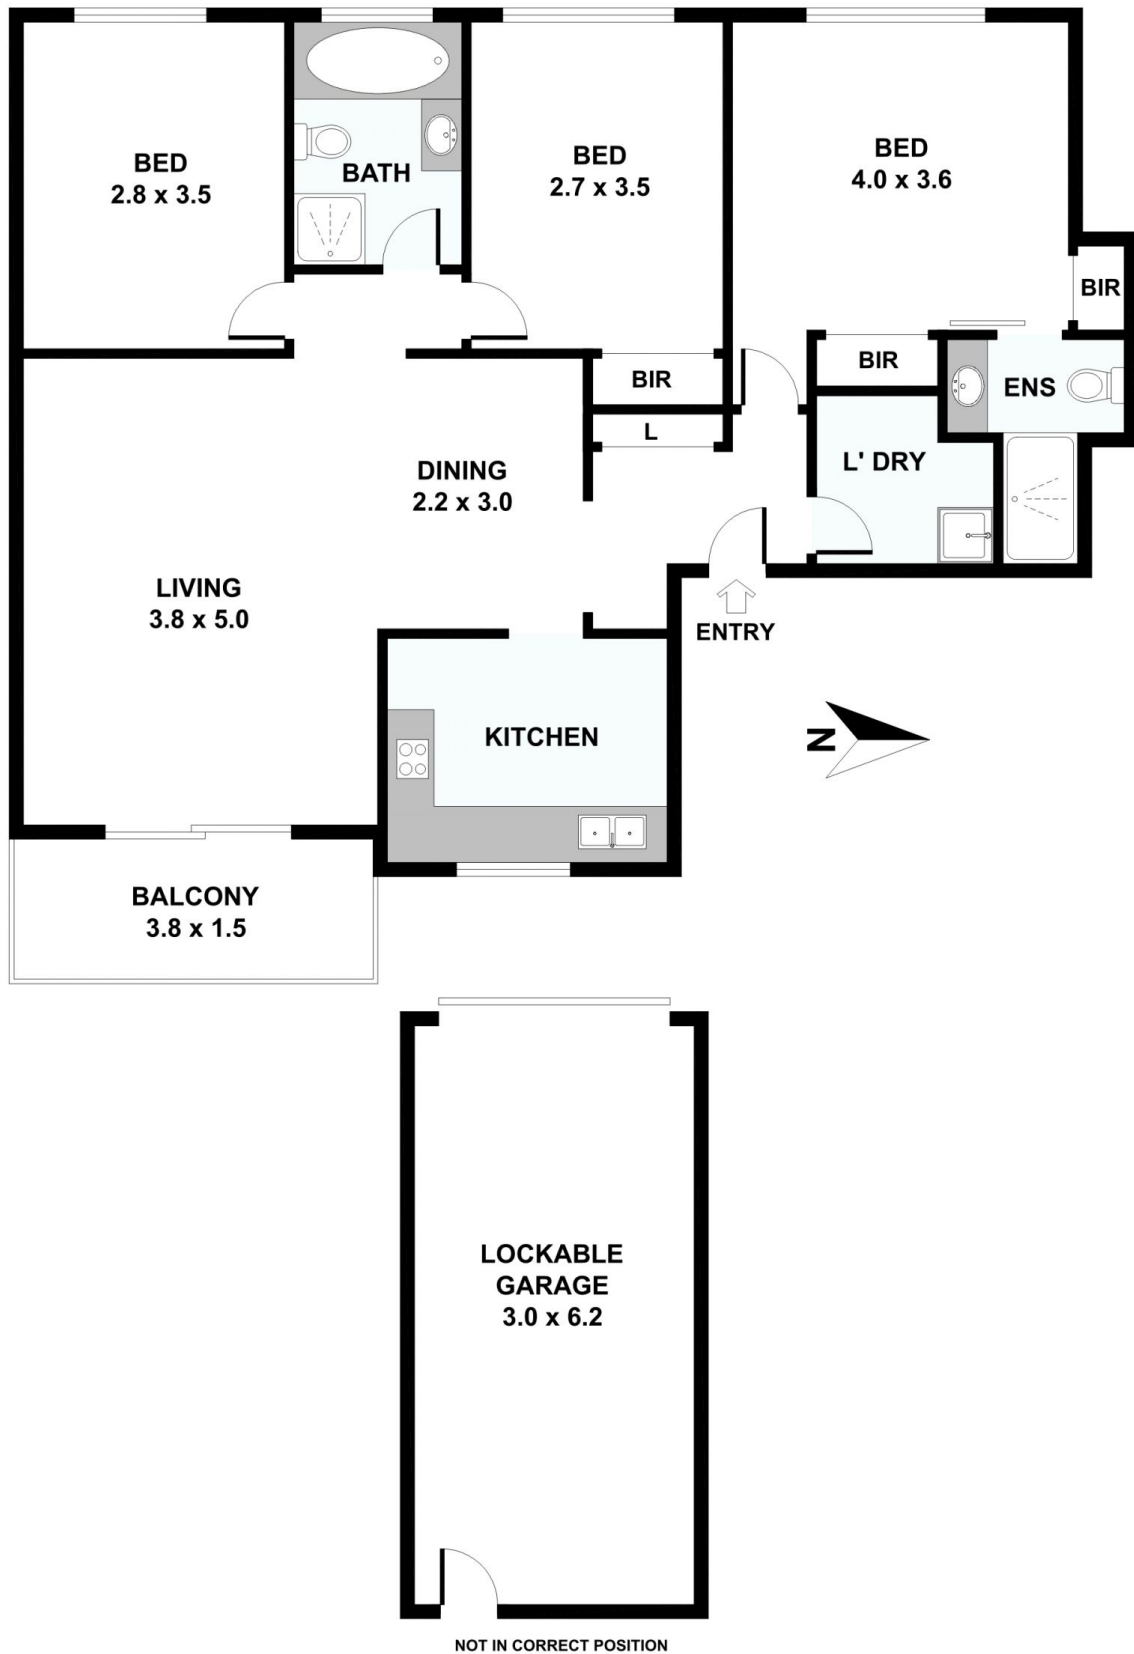 BED
2.8 x 3.5
BATH
BED
2.7 x 3.5
BED
4.0 x 3.6
BIR
BIR
BIR
ENS
L
L' DRY
DINING
2.2 x 3.0
LIVING
3.8 x 5.0
ENTRY
KITCHEN
N
BALCONY
3.8 x 1.5
LOCKABLE
GARAGE
3.0 x 6.2
NOT IN CORRECT POSITION